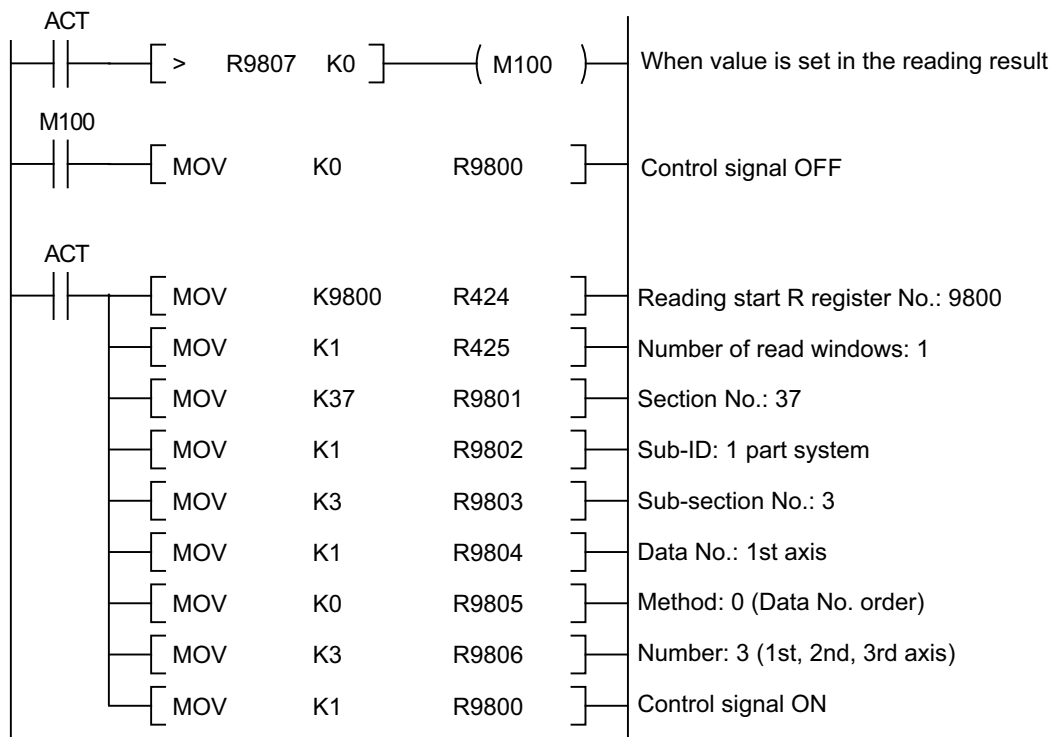 ACT
> R9807 K0 M100 When value is set in the reading result
M100
MOV K0 R9800 Control signal OFF
ACT
MOV K9800 R424 Reading start R register No.: 9800
MOV K1 R425 Number of read windows: 1
MOV K37 R9801 Section No.: 37
MOV K1 R9802 Sub-ID: 1 part system
MOV K3 R9803 Sub-section No.: 3
MOV K1 R9804 Data No.: 1st axis
MOV K0 R9805 Method: 0 (Data No. order)
MOV K3 R9806 Number: 3 (1st, 2nd, 3rd axis)
MOV K1 R9800 Control signal ON